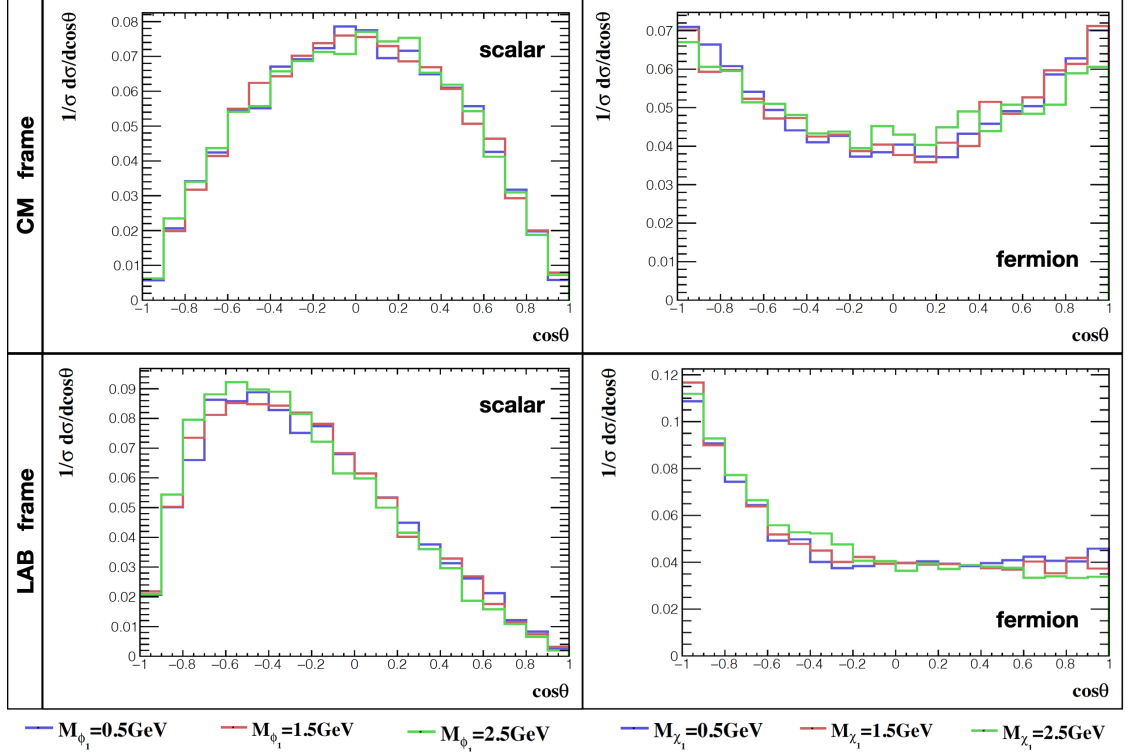 CM frame
1/σ dσ/dcosθ
scalar
0.08
0.07
0.06
0.05
0.04
0.03
0.02
0.01
0
−1 −0.8 −0.6 −0.4 −0.2 0 0.2 0.4 0.6 0.8 1
cosθ
1/σ dσ/dcosθ
0.07
0.06
0.05
0.04
0.03
0.02
0.01
0
fermion
−1 −0.8 −0.6 −0.4 −0.2 0 0.2 0.4 0.6 0.8 1
cosθ
LAB frame
1/σ dσ/dcosθ
scalar
0.09
0.08
0.07
0.06
0.05
0.04
0.03
0.02
0.01
0
−1 −0.8 −0.6 −0.4 −0.2 0 0.2 0.4 0.6 0.8 1
cosθ
1/σ dσ/dcosθ
0.12
0.1
0.08
0.06
0.04
0.02
0
fermion
−1 −0.8 −0.6 −0.4 −0.2 0 0.2 0.4 0.6 0.8 1
cosθ
M_ϕ₁=0.5GeV M_ϕ₁=1.5GeV M_ϕ₁=2.5GeV M_χ₁=0.5GeV M_χ₁=1.5GeV M_χ₁=2.5GeV